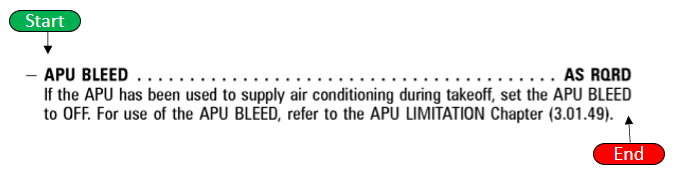 Start
– APU BLEED . . . . . . . . . . . . . . . . . . . . . . . . . . . . . . . . . . . . . . . . . . AS RQRD
If the APU has been used to supply air conditioning during takeoff, set the APU BLEED
to OFF. For use of the APU BLEED, refer to the APU LIMITATION Chapter (3.01.49).
End